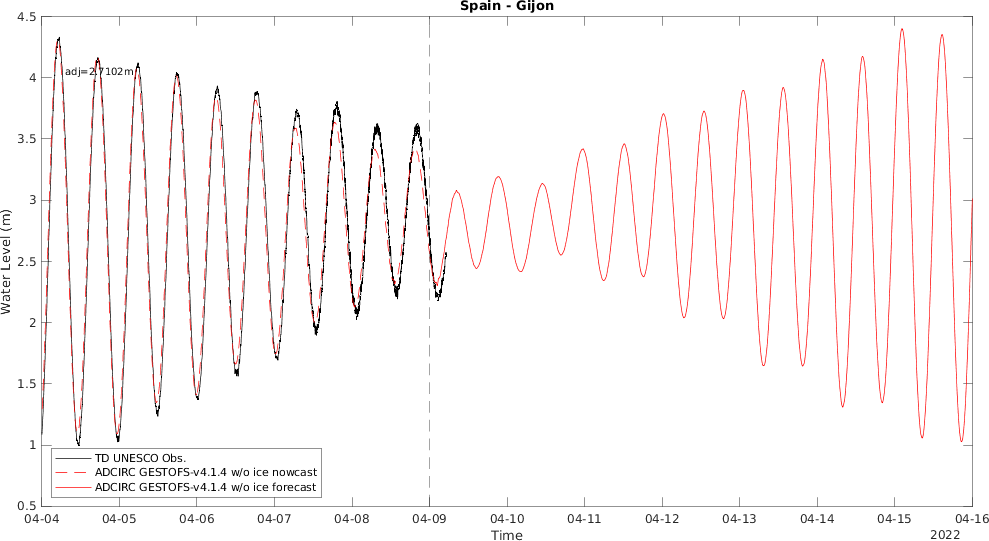 Spain - Gijon
4.5
4
3.5
3
2.5
2
1.5
1
0.5
Water Level (m)
adj=2.7102m
TD UNESCO Obs.
ADCIRC GESTOFS-v4.1.4 w/o ice nowcast
ADCIRC GESTOFS-v4.1.4 w/o ice forecast
04-04 04-05 04-06 04-07 04-08 04-09 04-10 04-11 04-12 04-13 04-14 04-15 04-16
Time
2022